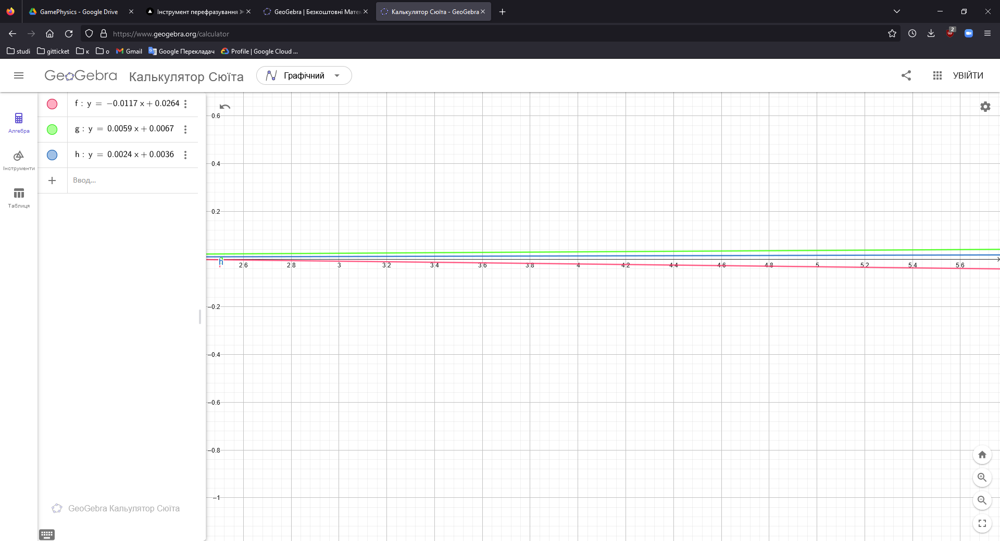 GamePhysics - Google Drive
Інструмент перефразування
GeoGebra | Безкоштовні Матем
Калькулятор Сюїта - GeoGebra
https://www.geogebra.org/calculator
2
studi
gitticket
к
о
Gmail
Google Перекладач
Profile | Google Cloud ...
GeoGebra
Калькулятор Сюїта
Графічний
УВІЙТИ
Алгебра
Інструменти
Таблиця
f : y = −0.0117 x + 0.0264
g : y = 0.0059 x + 0.0067
h : y = 0.0024 x + 0.0036
Ввод...
0.6
0.4
0.2
h
2.6 2.8 3 3.2 3.4 3.6 3.8 4 4.2 4.4 4.6 4.8 5 5.2 5.4 5.6
−0.2
−0.4
−0.6
−0.8
−1
GeoGebra Кальулятор Сюїта